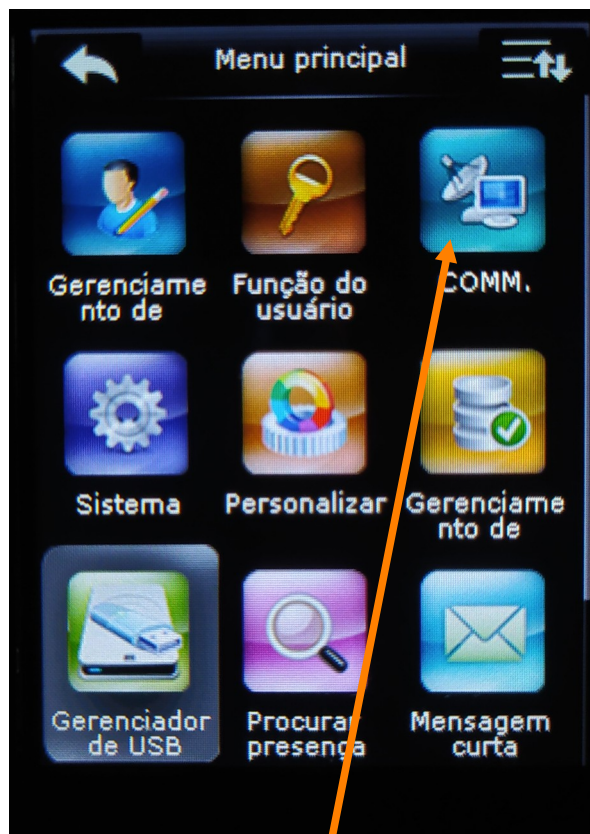 Menu principal
Gerenciame
nto de
Função do
usuário
COMM.
Sistema
Personalizar
Gerenciame
nto de
Gerenciador
de USB
Procurar
presença
Mensagem
curta